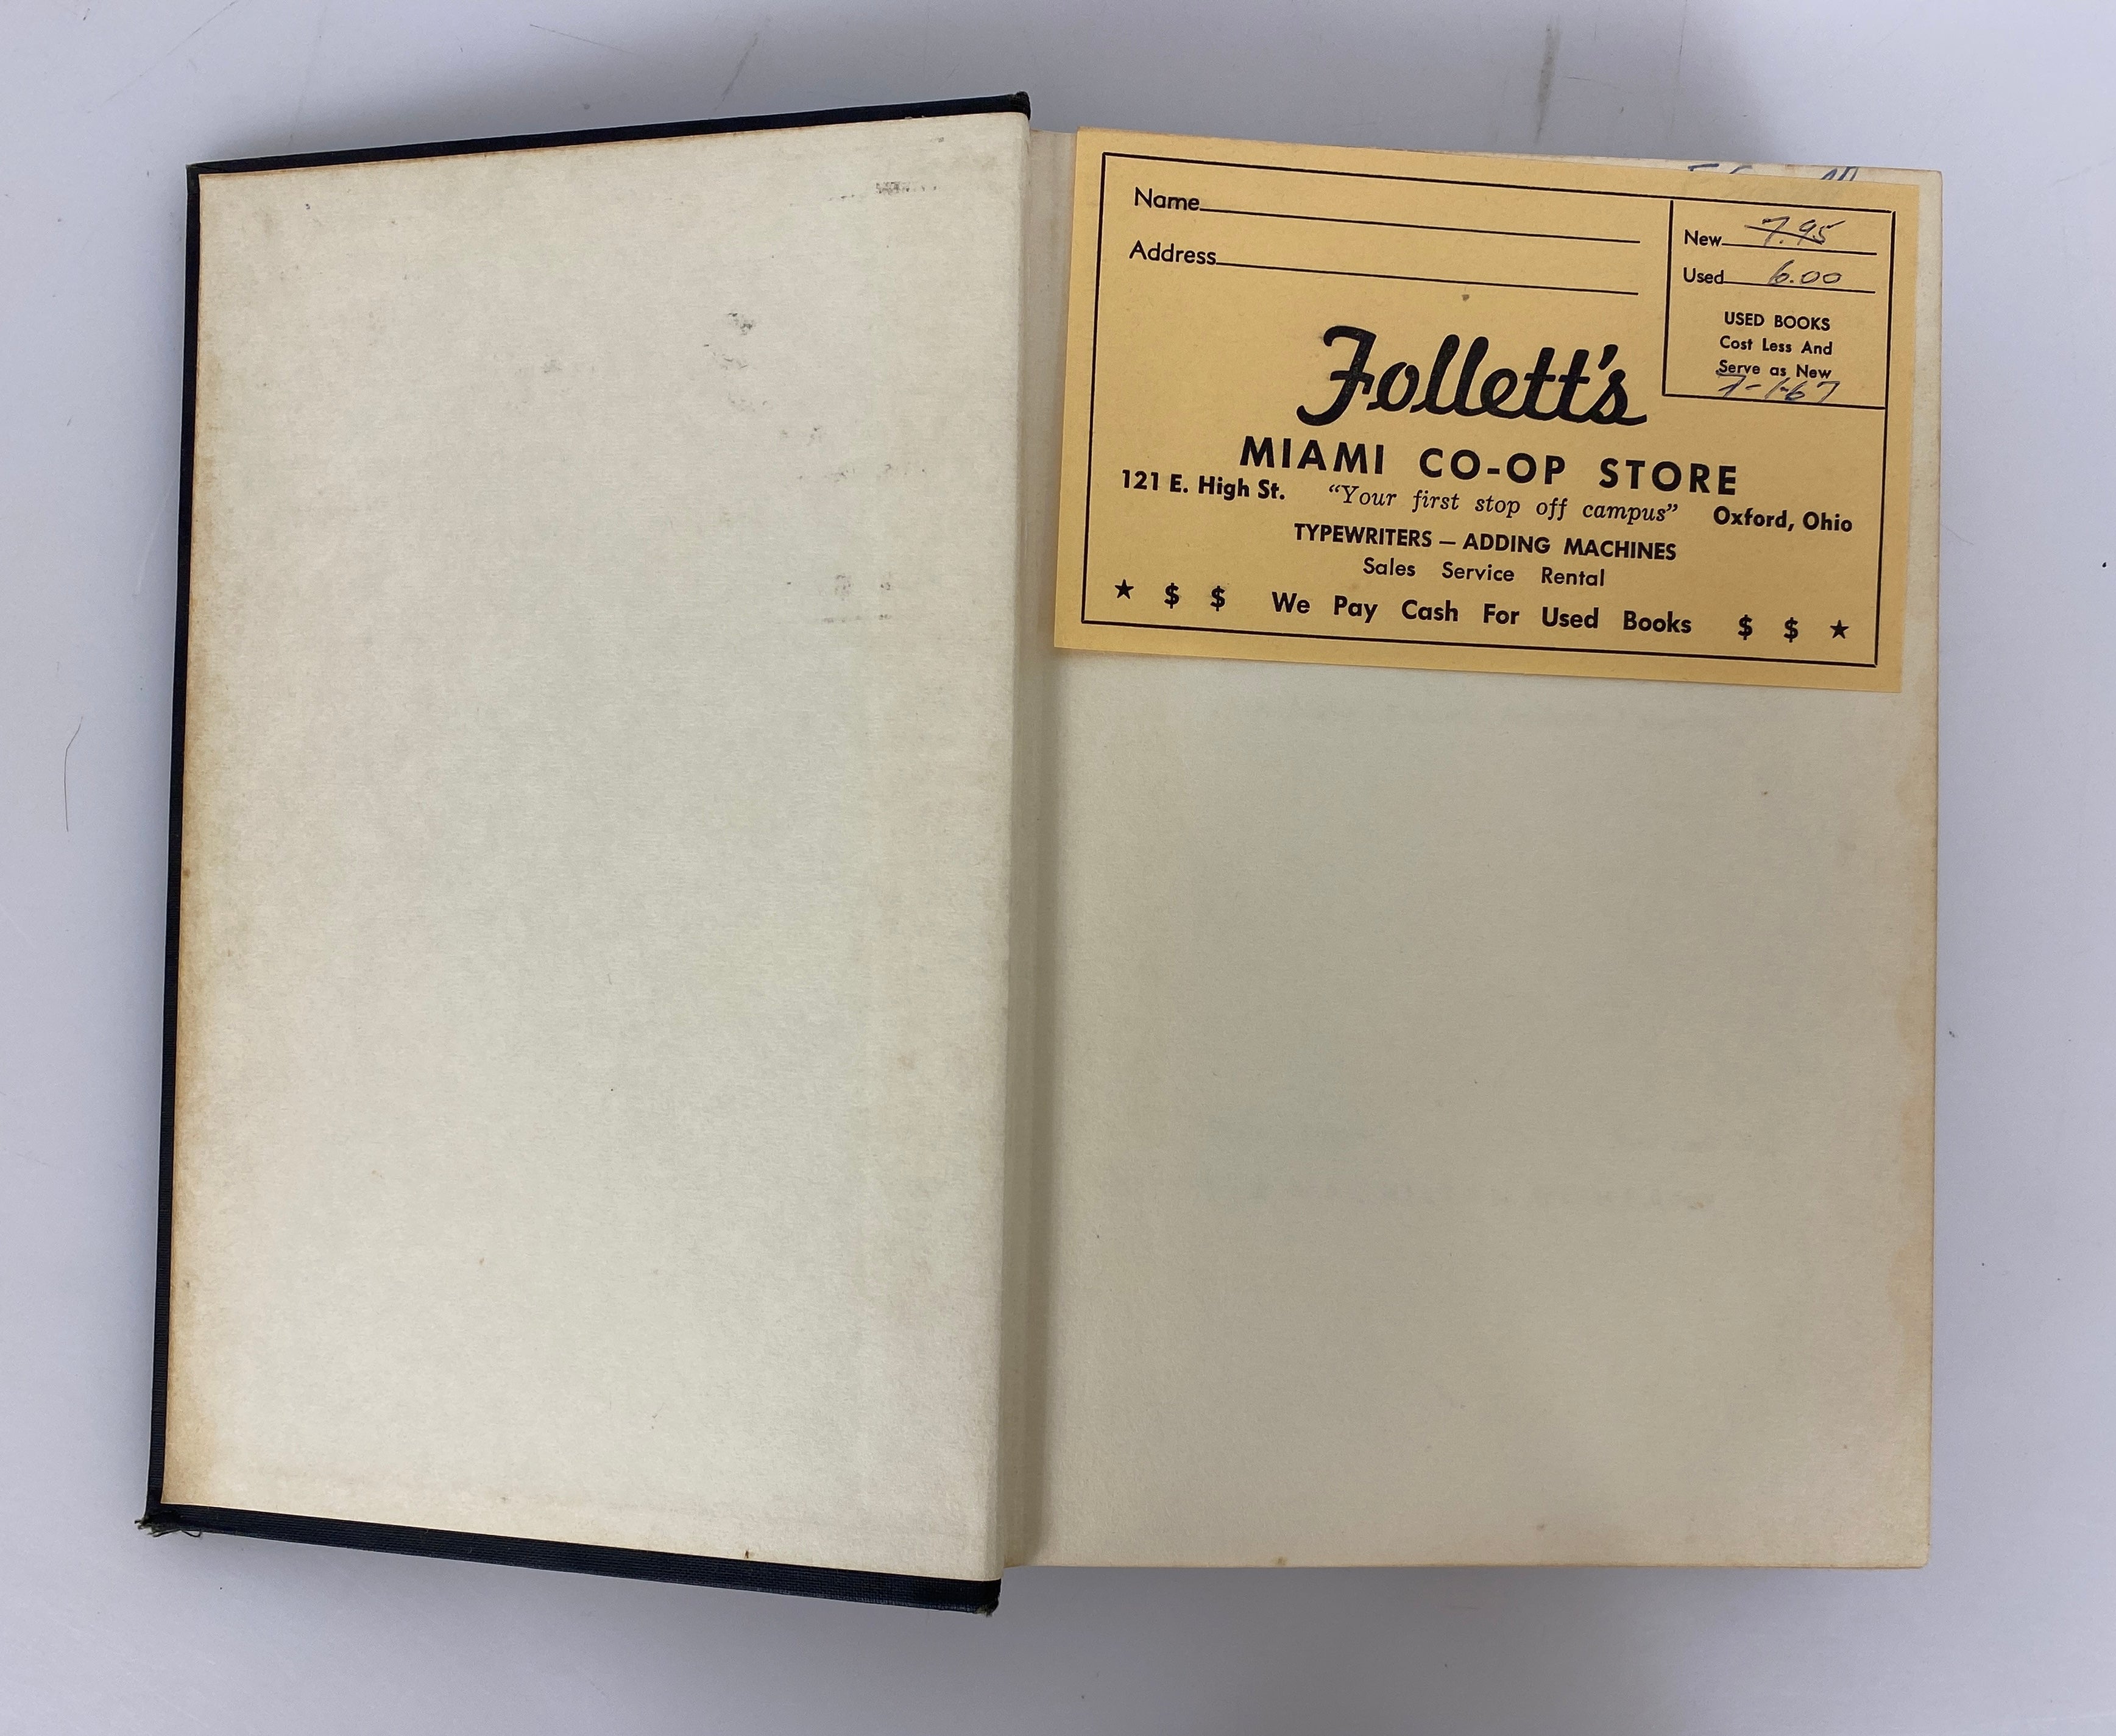 Name
Address
New 7.95
Used 6.00
USED BOOKS
Cost Less And
Serve as New
7-1-67
Follett's
MIAMI CO-OP STORE
121 E. High St. "Your first stop off campus" Oxford, Ohio
TYPEWRITERS — ADDING MACHINES
Sales Service Rental
★ $ $ We Pay Cash For Used Books $ $ ★